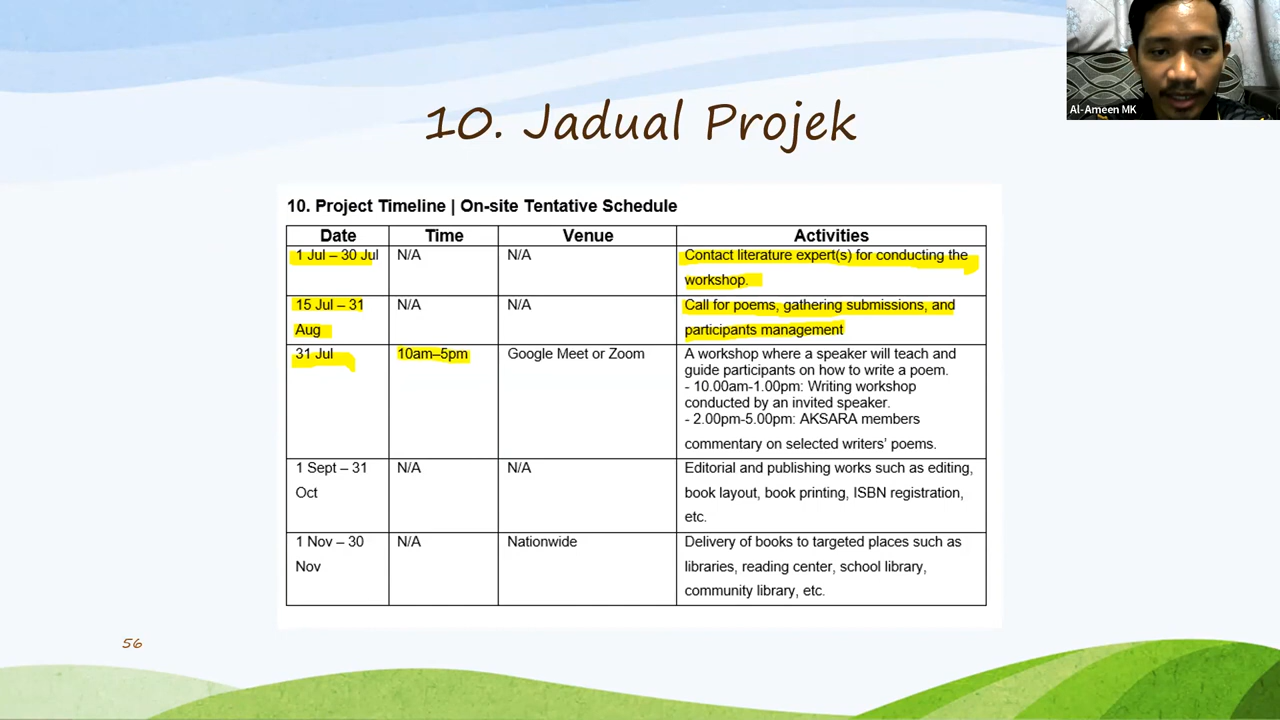 Al-Ameen MK
10. Jadual Projek
10. Project Timeline | On-site Tentative Schedule
Date Time Venue Activities
1 Jul – 30 Jul N/A N/A Contact literature expert(s) for conducting the
workshop.
15 Jul – 31 N/A N/A Call for poems, gathering submissions, and
Aug participants management
31 Jul 10am–5pm Google Meet or Zoom A workshop where a speaker will teach and
guide participants on how to write a poem.
- 10.00am-1.00pm: Writing workshop
conducted by an invited speaker.
- 2.00pm-5.00pm: AKSARA members
commentary on selected writers’ poems.
1 Sept – 31 N/A N/A Editorial and publishing works such as editing,
Oct book layout, book printing, ISBN registration,
etc.
1 Nov – 30 N/A Nationwide Delivery of books to targeted places such as
Nov libraries, reading center, school library,
community library, etc.
56